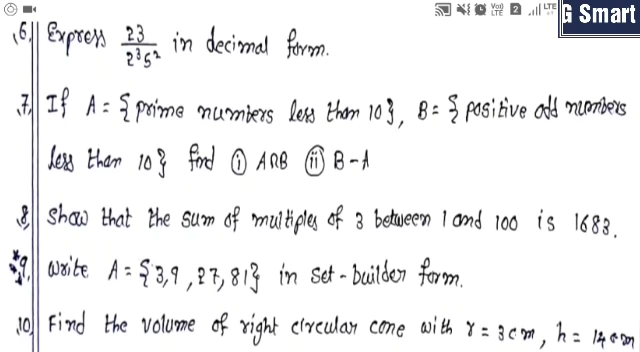 VoLTE 2 LTE G Smart
6. Express 23/2³5² in decimal form.
7. If A = {prime numbers less than 10}, B = {positive odd numbers
less than 10} find (i) A∩B (ii) B-A
8. Show that the sum of multiples of 3 between 1 and 100 is 1683.
*9. Write A = {3,9,27,81} in set-builder form.
10. Find the volume of right circular cone with r = 3cm, h = 14cm